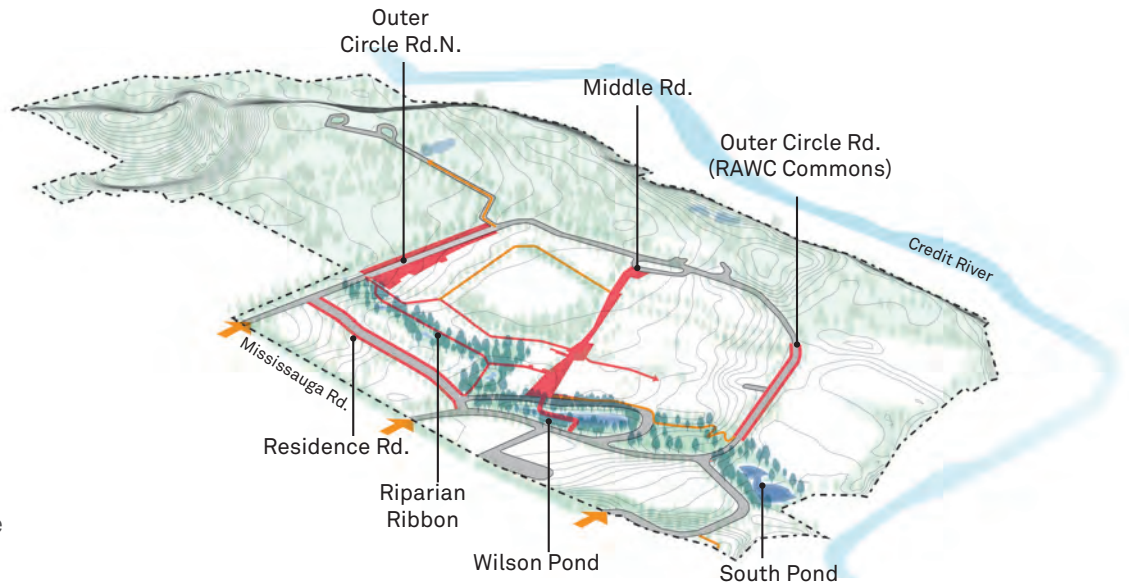 Outer
Circle Rd.N.
Middle Rd.
Outer Circle Rd.
(RAWC Commons)
Credit River
Mississauga Rd.
Residence Rd.
Riparian
Ribbon
Wilson Pond
South Pond